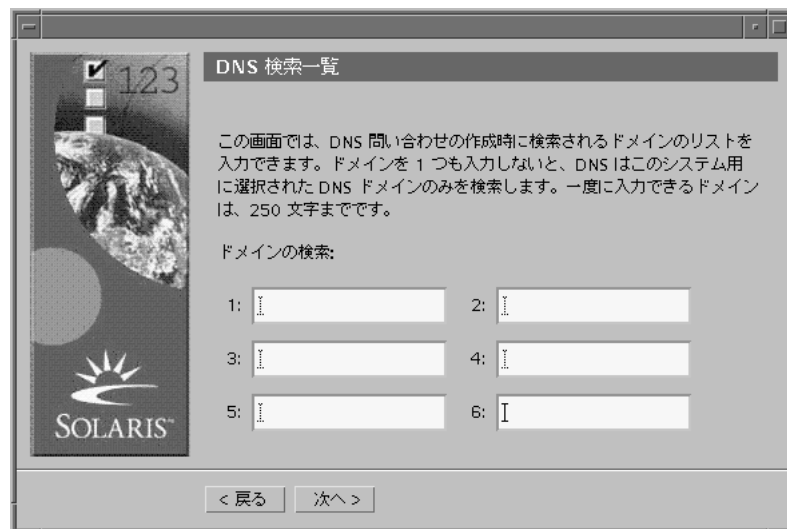 123
DNS 検索一覧
この画面では、DNS 問い合わせの作成時に検索されるドメインのリストを
入力できます。ドメインを 1 つも入力しないと、DNS はこのシステム用
に選択された DNS ドメインのみを検索します。一度に入力できるドメイン
は、250 文字までです。
ドメインの検索:
1:
2:
3:
4:
5:
6:
SOLARIS™
< 戻る
次へ >